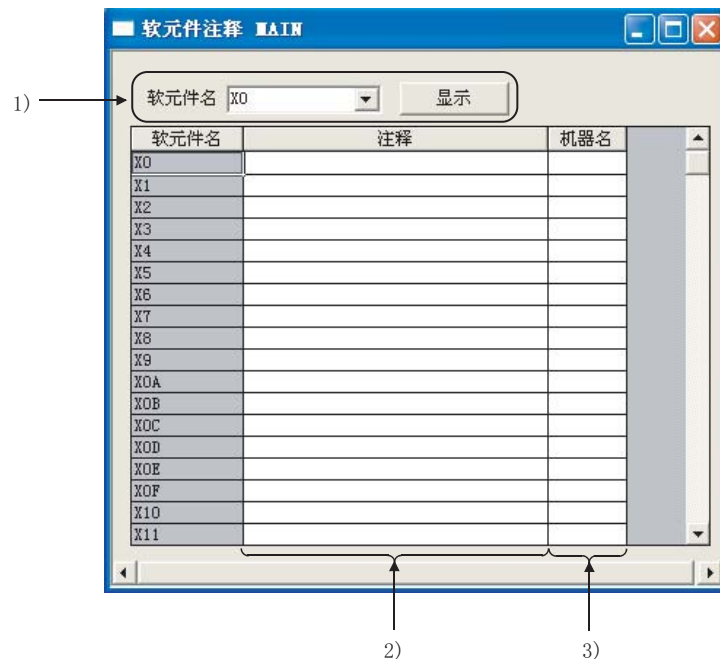 软元件注释 MAIN
1)
软元件名 X0 显示
软元件名 注释 机器名
X0
X1
X2
X3
X4
X5
X6
X7
X8
X9
X0A
X0B
X0C
X0D
X0E
X0F
X10
X11
2) 3)